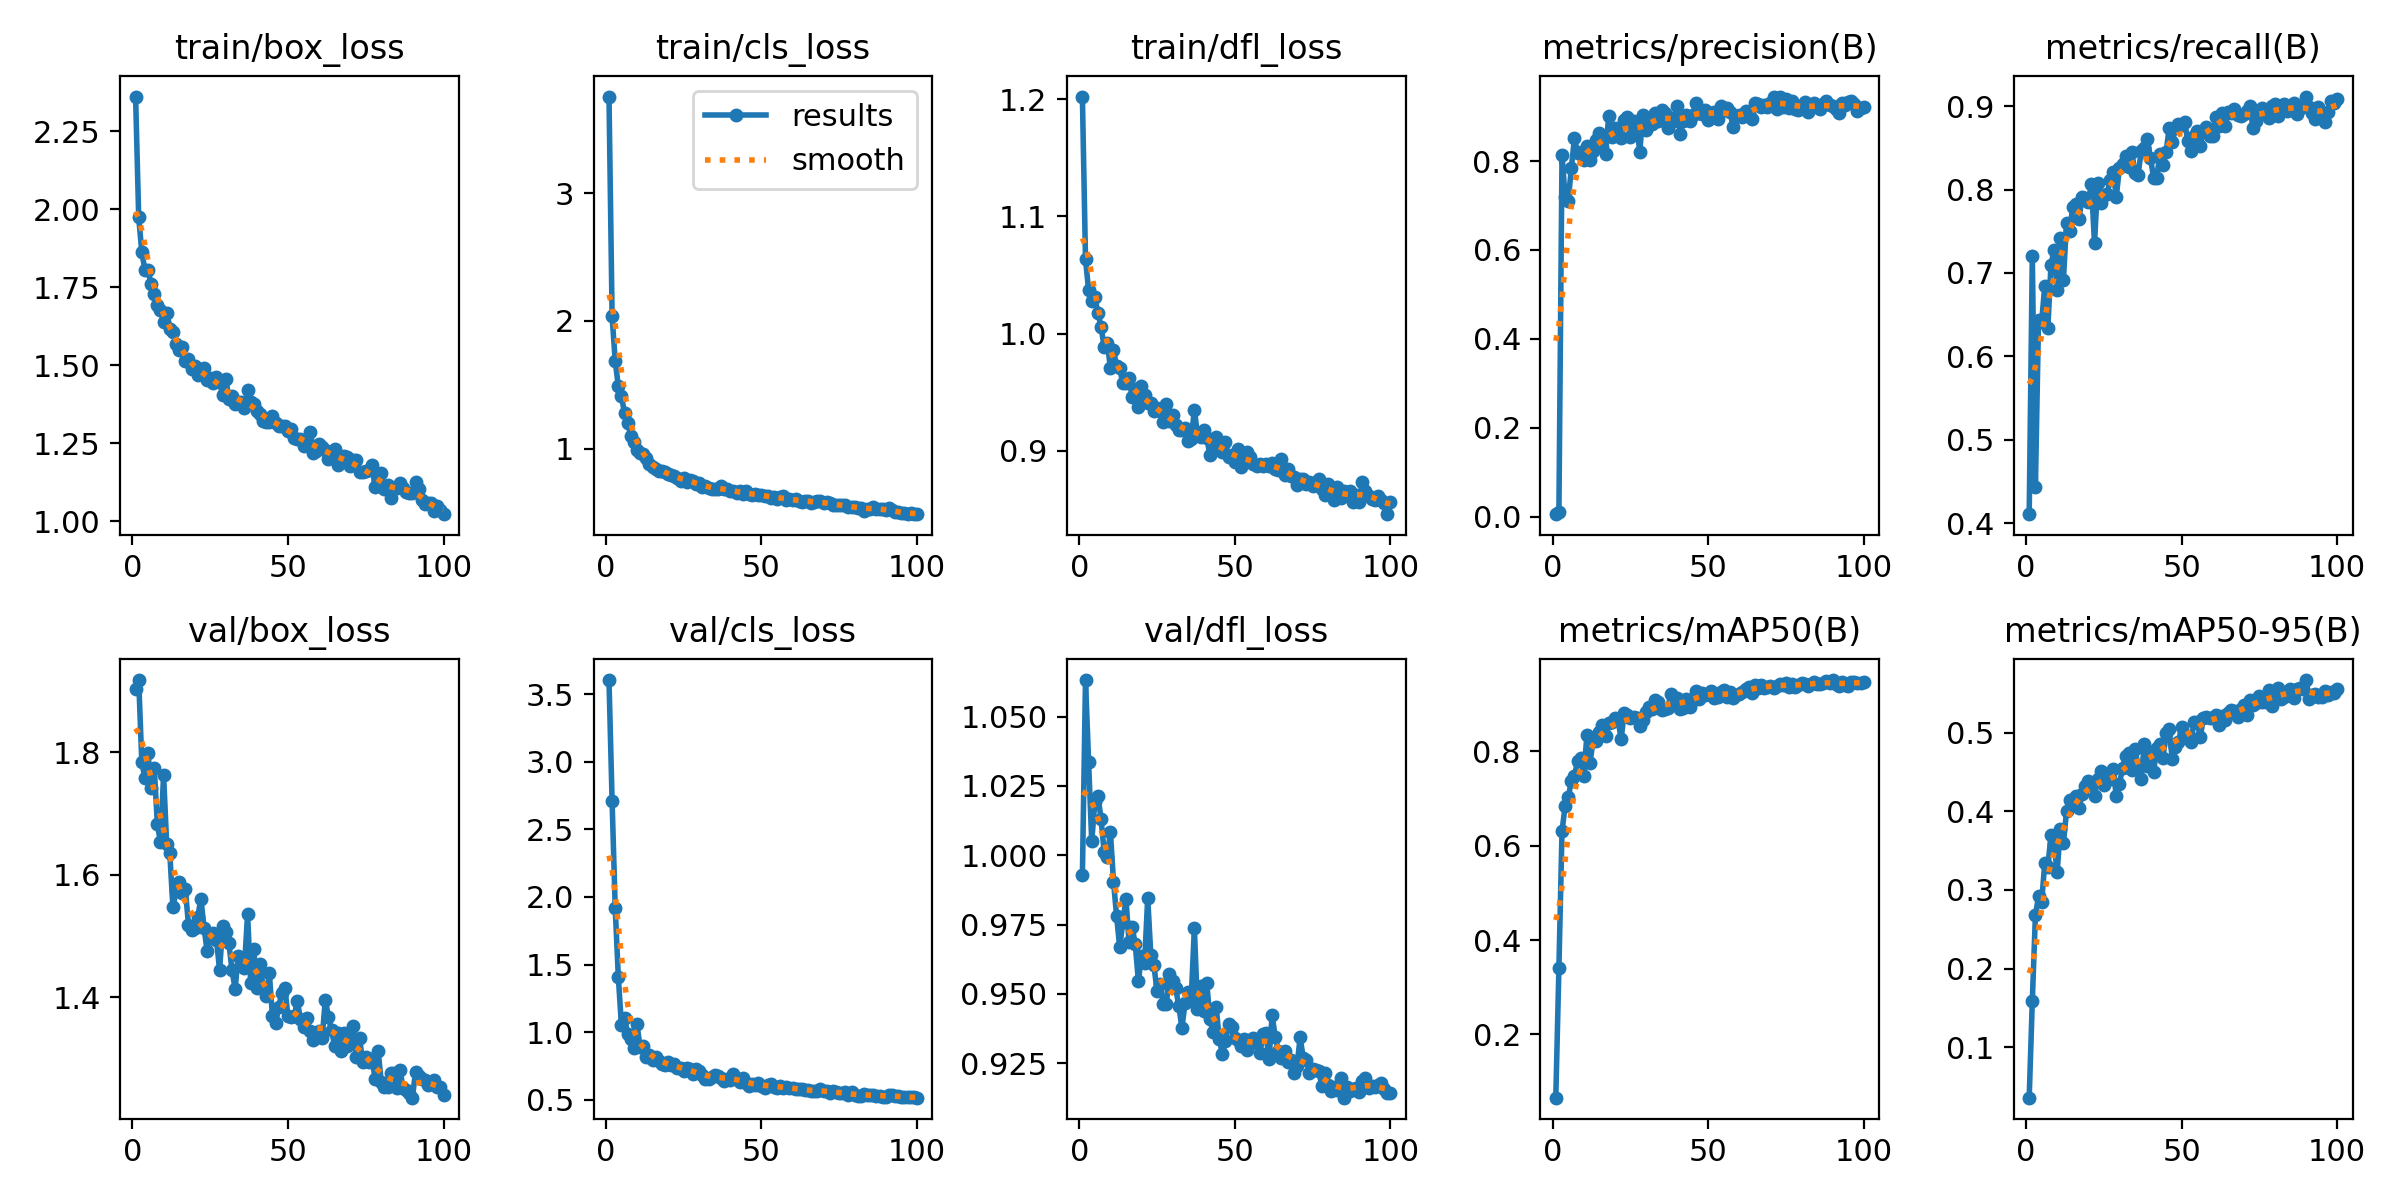 train/box_loss
2.25
2.00
1.75
1.50
1.25
1.00
0 50 100
train/cls_loss
results
smooth
3
2
1
0 50 100
train/dfl_loss
1.2
1.1
1.0
0.9
0 50 100
metrics/precision(B)
0.8
0.6
0.4
0.2
0.0
0 50 100
metrics/recall(B)
0.9
0.8
0.7
0.6
0.5
0.4
0 50 100
val/box_loss
1.8
1.6
1.4
0 50 100
val/cls_loss
3.5
3.0
2.5
2.0
1.5
1.0
0.5
0 50 100
val/dfl_loss
1.050
1.025
1.000
0.975
0.950
0.925
0 50 100
metrics/mAP50(B)
0.8
0.6
0.4
0.2
0 50 100
metrics/mAP50-95(B)
0.5
0.4
0.3
0.2
0.1
0 50 100